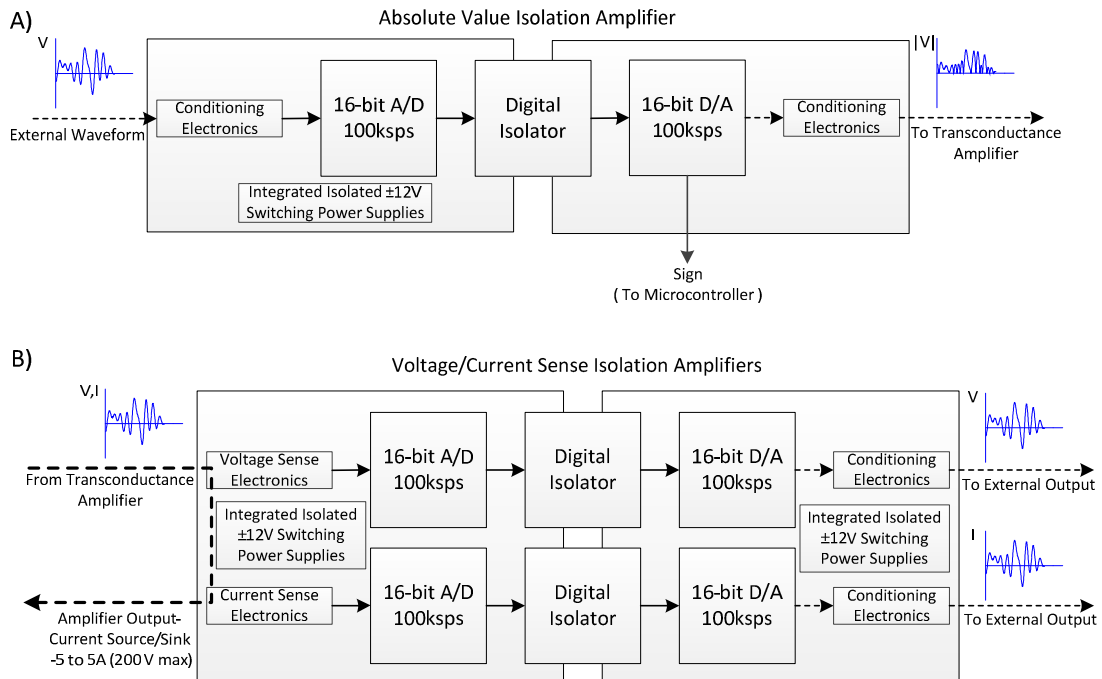 A)
Absolute Value Isolation Amplifier
V
External Waveform
Conditioning
Electronics
16-bit A/D
100ksps
Integrated Isolated ±12V
Switching Power Supplies
Digital
Isolator
16-bit D/A
100ksps
Conditioning
Electronics
|V|
To Transconductance
Amplifier
Sign
( To Microcontroller )
B)
Voltage/Current Sense Isolation Amplifiers
V,I
From Transconductance
Amplifier
Voltage Sense
Electronics
16-bit A/D
100ksps
Digital
Isolator
16-bit D/A
100ksps
Conditioning
Electronics
V
To External Output
Integrated Isolated
±12V Switching
Power Supplies
Integrated Isolated
±12V Switching
Power Supplies
Current Sense
Electronics
16-bit A/D
100ksps
Digital
Isolator
16-bit D/A
100ksps
Conditioning
Electronics
I
To External Output
Amplifier Output-
Current Source/Sink
-5 to 5A (200V max)